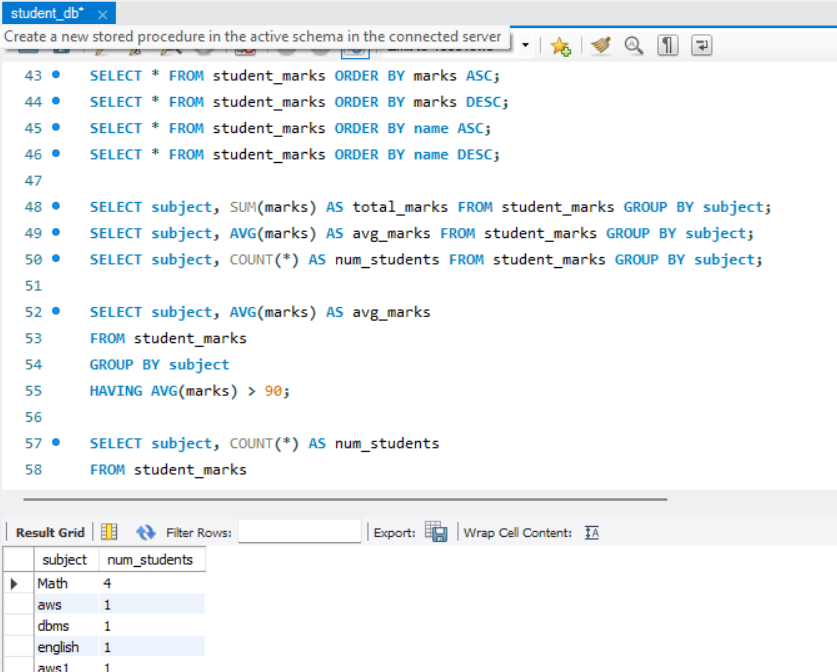 student_db*
Create a new stored procedure in the active schema in the connected server
43 SELECT * FROM student_marks ORDER BY marks ASC;
44 SELECT * FROM student_marks ORDER BY marks DESC;
45 SELECT * FROM student_marks ORDER BY name ASC;
46 SELECT * FROM student_marks ORDER BY name DESC;
47
48 SELECT subject, SUM(marks) AS total_marks FROM student_marks GROUP BY subject;
49 SELECT subject, AVG(marks) AS avg_marks FROM student_marks GROUP BY subject;
50 SELECT subject, COUNT(*) AS num_students FROM student_marks GROUP BY subject;
51
52 SELECT subject, AVG(marks) AS avg_marks
53 FROM student_marks
54 GROUP BY subject
55 HAVING AVG(marks) > 90;
56
57 SELECT subject, COUNT(*) AS num_students
58 FROM student_marks
Result Grid Filter Rows: Export: Wrap Cell Content:
subject num_students
Math 4
aws 1
dbms 1
english 1
aws1 1